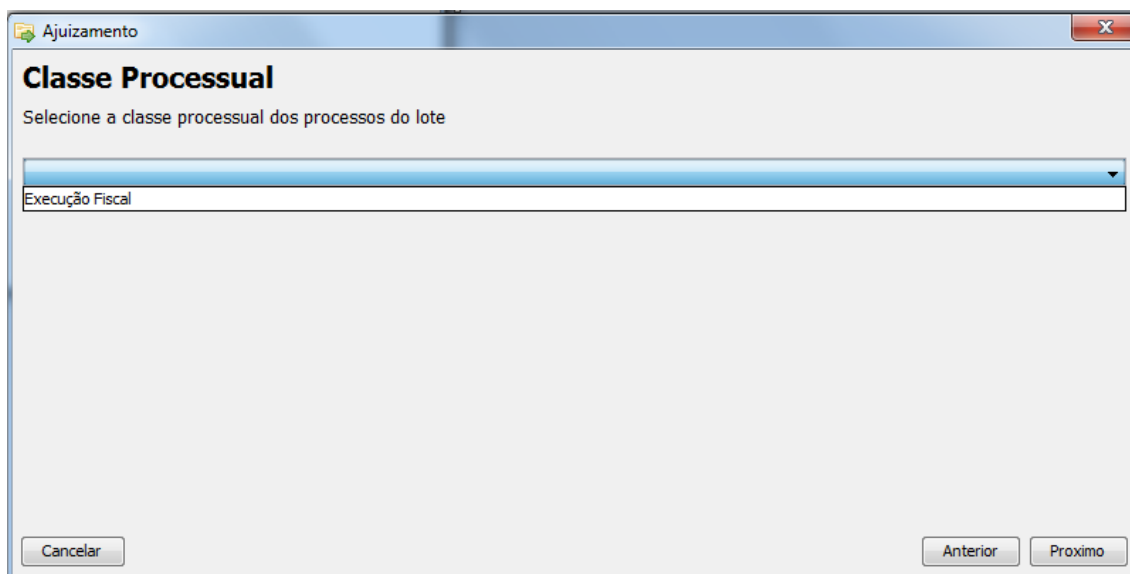 Ajuizamento
Classe Processual
Selecione a classe processual dos processos do lote
Execução Fiscal
Cancelar
Anterior
Proximo